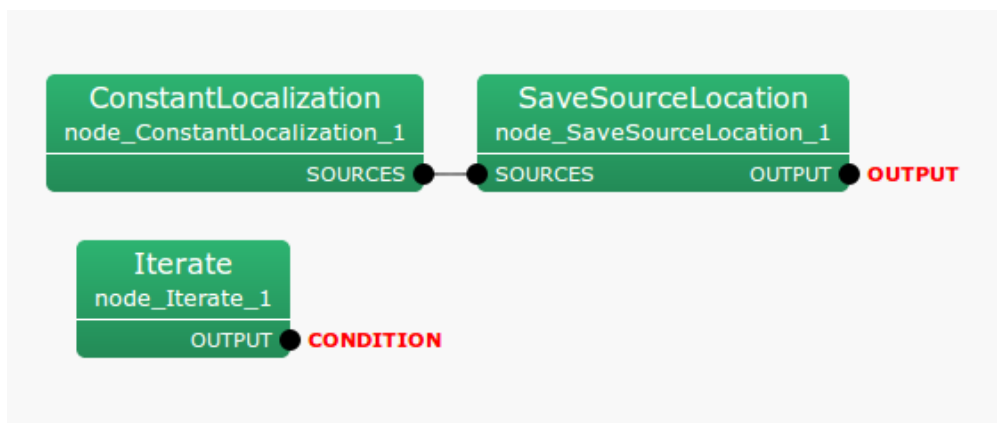 ConstantLocalization
node_ConstantLocalization_1
SOURCES
SaveSourceLocation
node_SaveSourceLocation_1
SOURCES OUTPUT OUTPUT
Iterate
node_Iterate_1
OUTPUT CONDITION